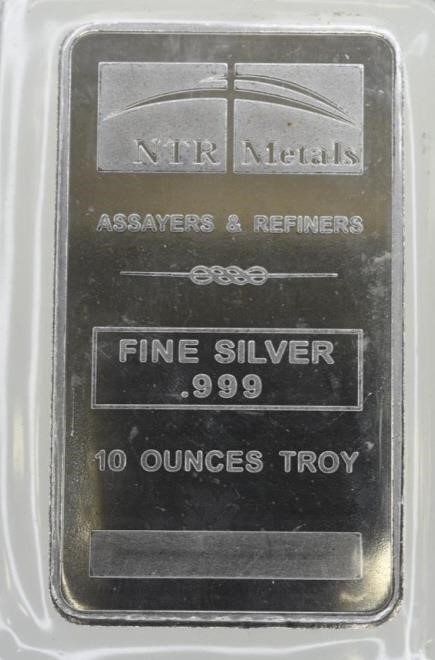 NTR Metals
ASSAYERS & REFINERS
FINE SILVER
.999
10 OUNCES TROY